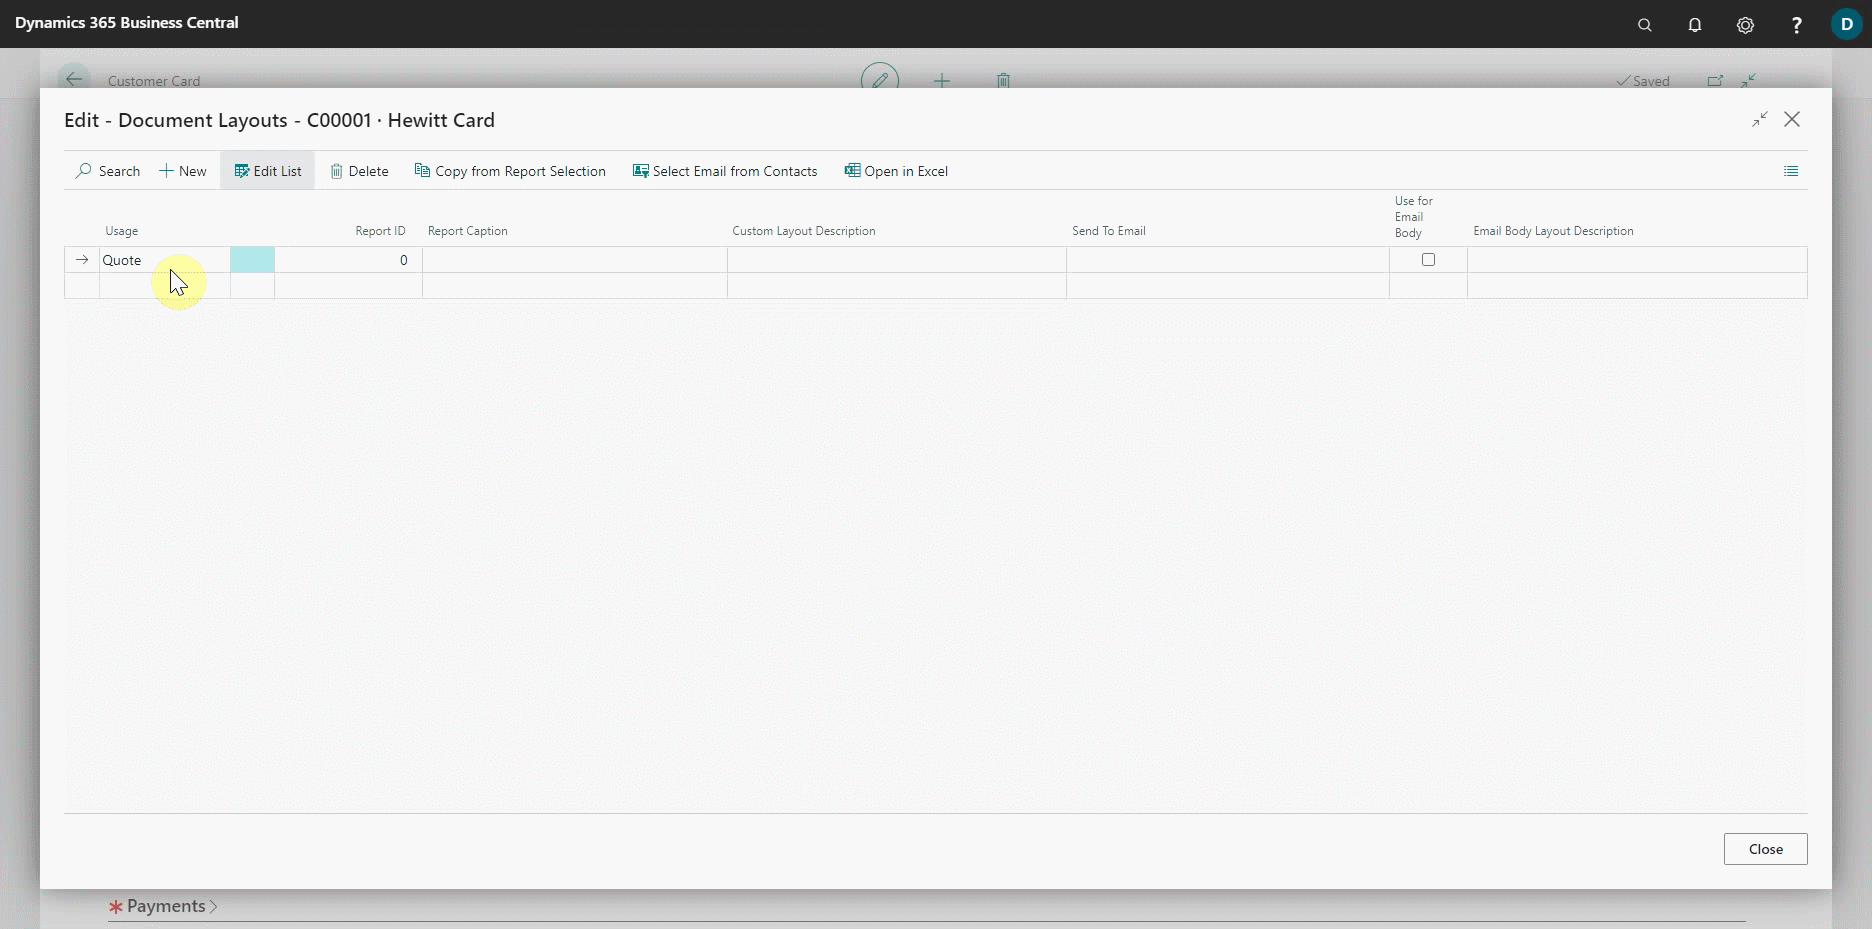 Dynamics 365 Business Central
?
D
Customer Card
Saved
Edit - Document Layouts - C00001 · Hewitt Card
Search
New
Edit List
Delete
Copy from Report Selection
Select Email from Contacts
Open in Excel
Usage
Report ID
Report Caption
Custom Layout Description
Send To Email
Use for
Email
Body
Email Body Layout Description
Quote
0
Close
Payments